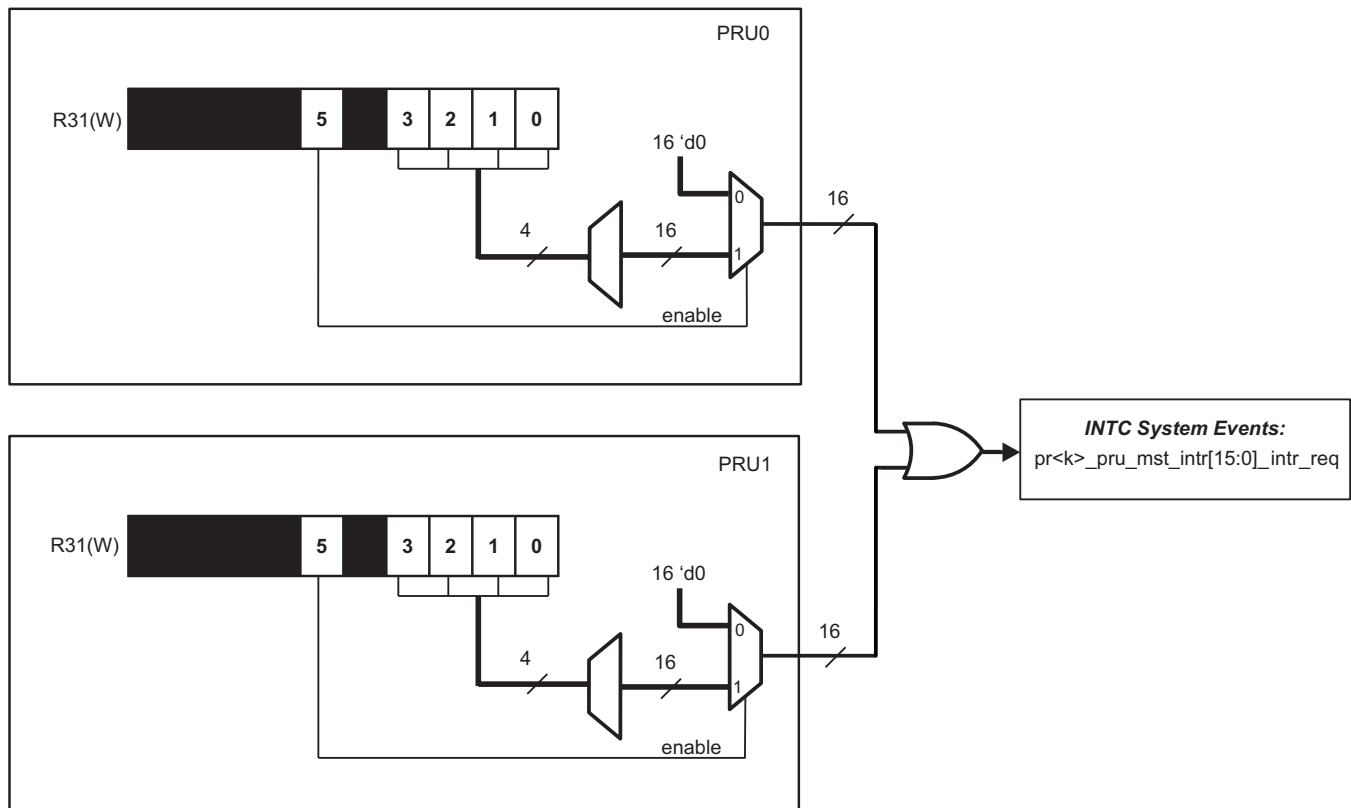 PRU0
R31(W)
5 3 2 1 0
16 ‘d0
0
16
4
16
1
enable
INTC System Events:
pr<k>_pru_mst_intr[15:0]_intr_req
PRU1
R31(W)
5 3 2 1 0
16 ‘d0
0
16
4
16
1
enable